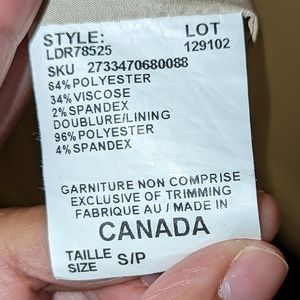 STYLE: LOT
LDR78525 129102
SKU 2733470680088
64% POLYESTER
34% VISCOSE
2% SPANDEX
DOUBLURE/LINING
96% POLYESTER
4% SPANDEX
GARNITURE NON COMPRISE
EXCLUSIVE OF TRIMMING
FABRIQUE AU / MADE IN
CANADA
TAILLE
SIZE S/P